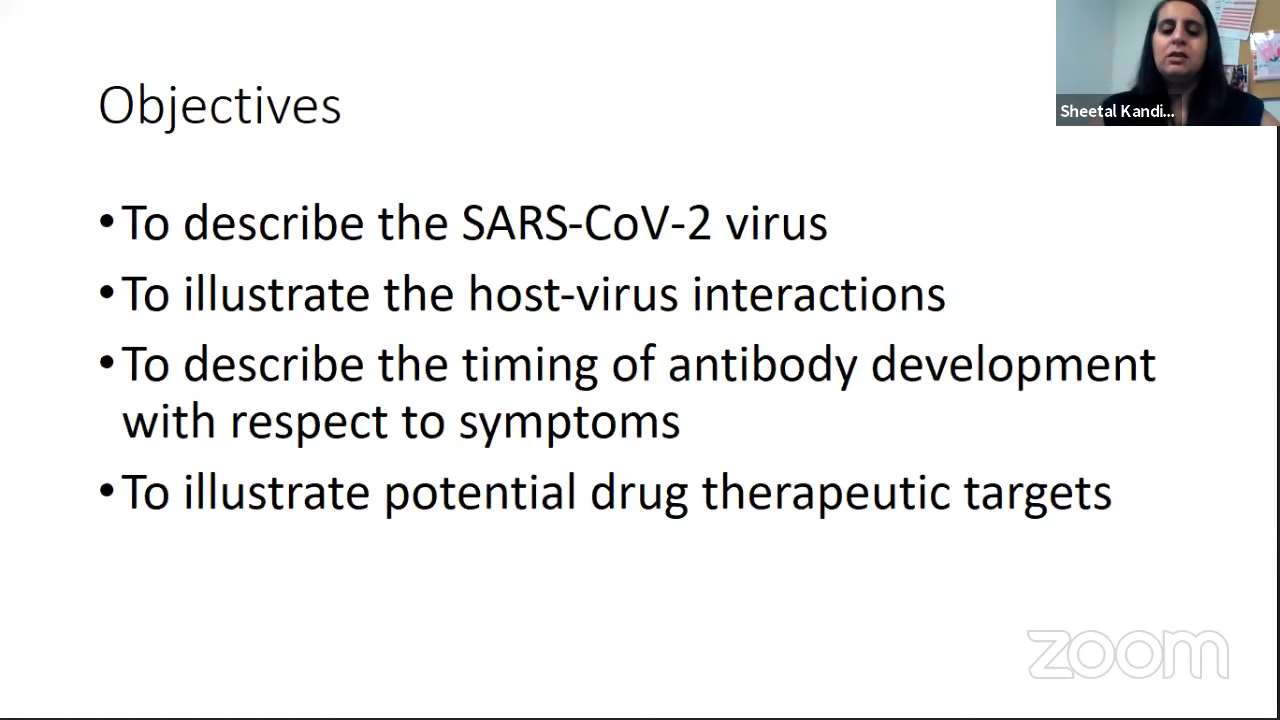 Objectives
Sheetal Kandi...
•To describe the SARS-CoV-2 virus
•To illustrate the host-virus interactions
•To describe the timing of antibody development
with respect to symptoms
•To illustrate potential drug therapeutic targets
zoom